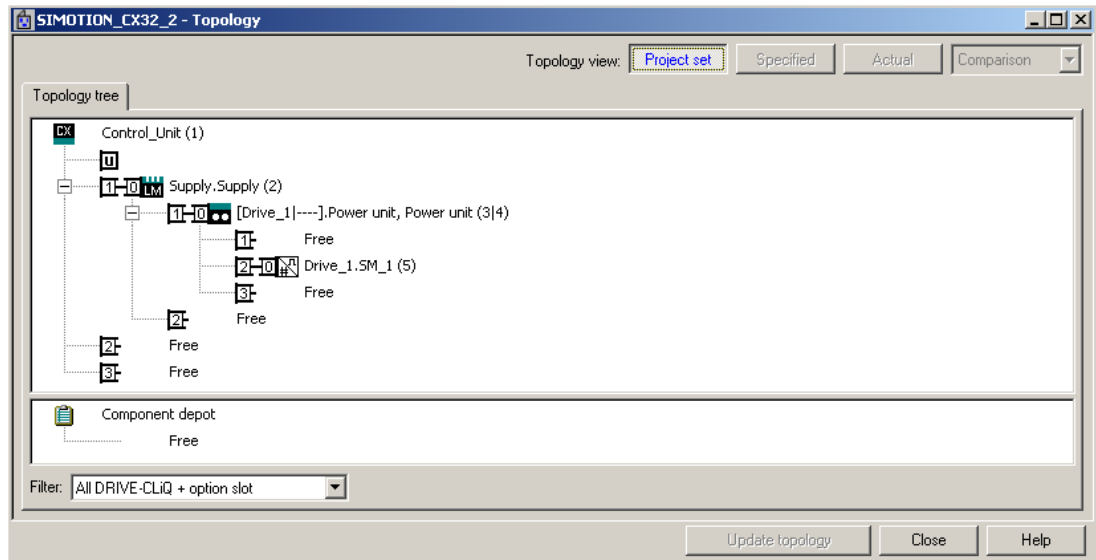 SIMOTION_CX32_2 - Topology
Topology view: Project set Specified Actual Comparison
Topology tree
CX Control_Unit (1)
U
1 0 LM Supply.Supply (2)
1 0 [Drive_1|----].Power unit, Power unit (3|4)
1 Free
2 0 # Drive_1.SM_1 (5)
3 Free
2 Free
2 Free
3 Free
Component depot
Free
Filter: All DRIVE-CLiQ + option slot
Update topology Close Help